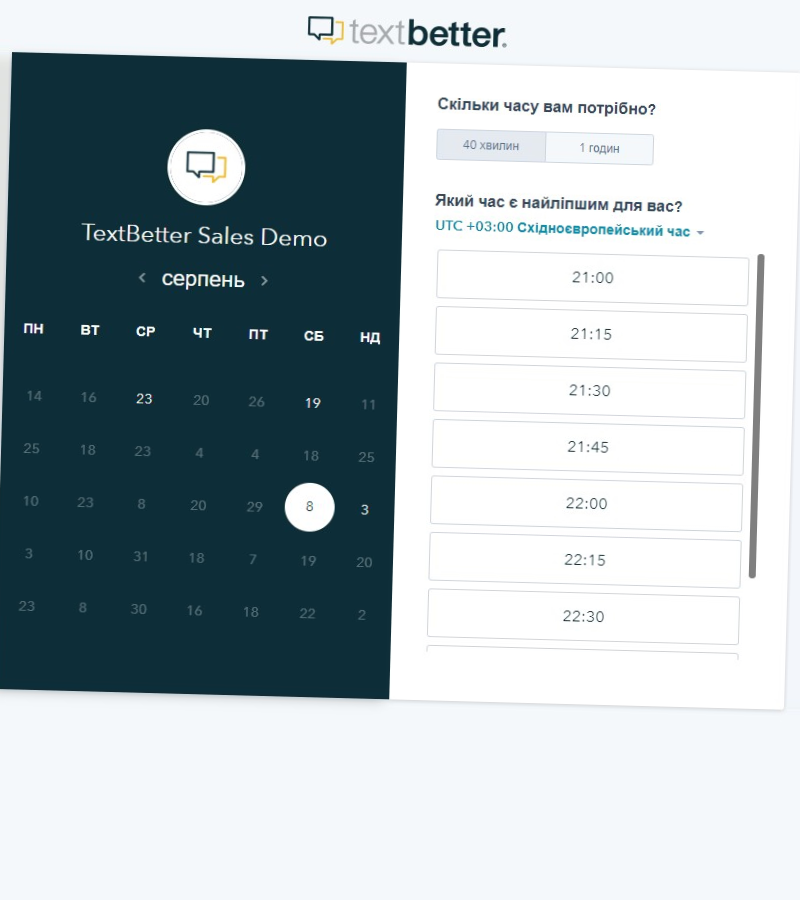 textbetter.
TextBetter Sales Demo
серпень
ПН ВТ СР ЧТ ПТ СБ НД
14 16 23 20 26 19 11
25 18 23 4 4 18 25
10 23 8 20 29 8 3
3 10 31 18 7 19 20
23 8 30 16 18 22 2
Скільки часу вам потрібно?
40 хвилин 1 годин
Який час є найліпшим для вас?
UTC +03:00 Східноєвропейський час
21:00
21:15
21:30
21:45
22:00
22:15
22:30